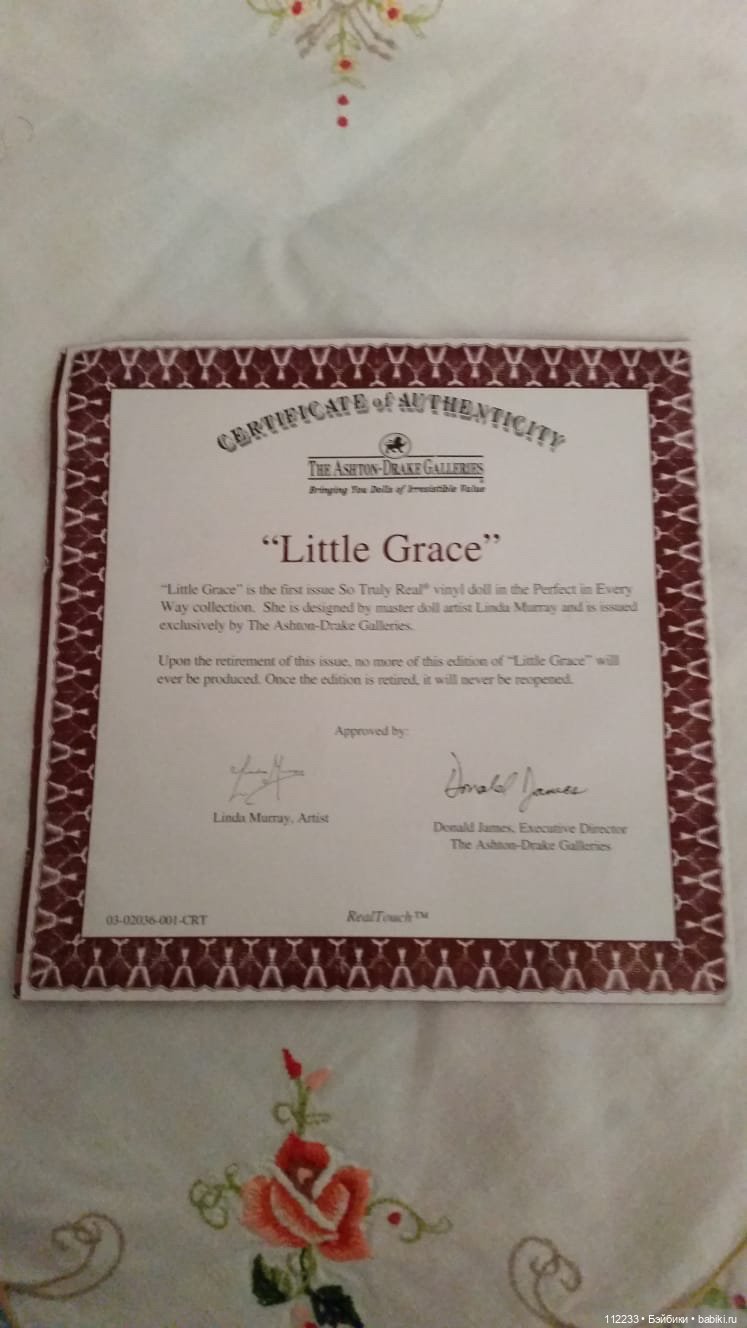 CERTIFICATE of AUTHENTICITY
THE ASHTON-DRAKE GALLERIES
Bringing You Dolls of Irresistible Value
“Little Grace”
“Little Grace” is the first issue So Truly Real® vinyl doll in the Perfect in Every
Way collection. She is designed by master doll artist Linda Murray and is issued
exclusively by The Ashton-Drake Galleries.
Upon the retirement of this issue, no more of this edition of “Little Grace” will
ever be produced. Once the edition is retired, it will never be reopened.
Approved by:
Linda Murray
Donald James
Linda Murray, Artist
Donald James, Executive Director
The Ashton-Drake Galleries
03-02036-001-CRT
RealTouch™
112233 • Бэйбики • babiki.ru